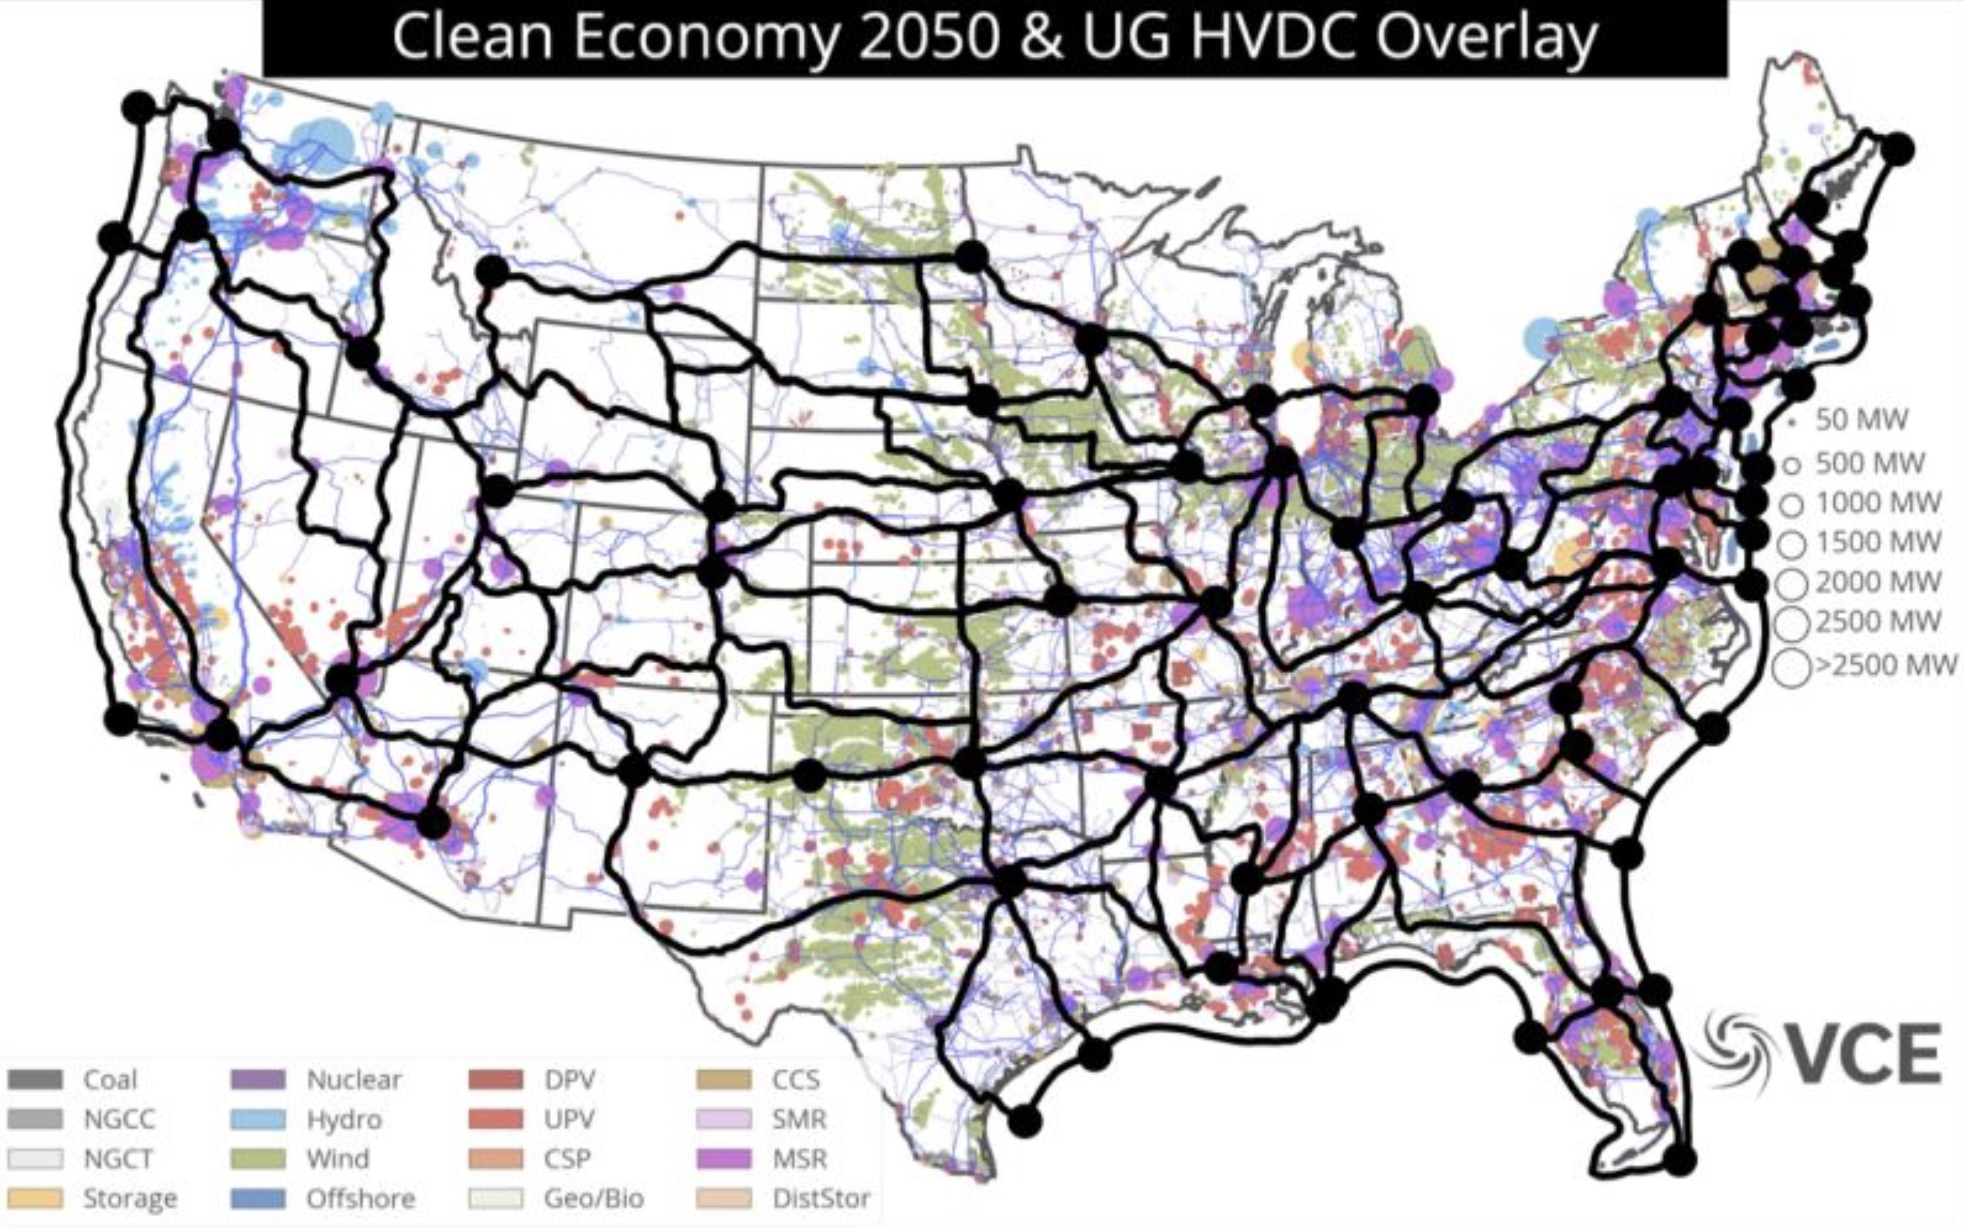 Clean Economy 2050 & UG HVDC Overlay
50 MW
500 MW
1000 MW
1500 MW
2000 MW
2500 MW
>2500 MW
VCE
Coal
Nuclear
DPV
CCS
NGCC
Hydro
UPV
SMR
NGCT
Wind
CSP
MSR
Storage
Offshore
Geo/Bio
DistStor